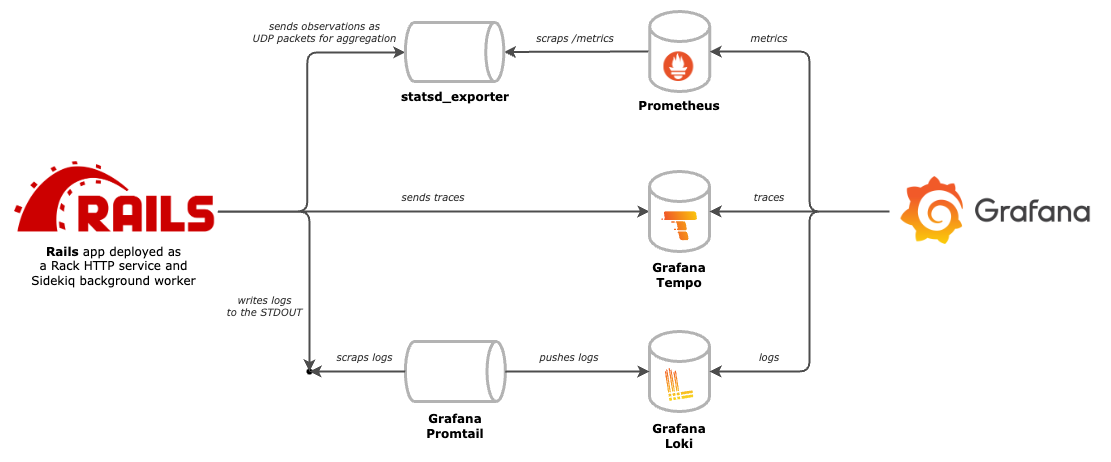 sends observations as
UDP packets for aggregation
scraps /metrics
metrics
statsd_exporter
Prometheus
RAILS
sends traces
traces
Grafana
Rails app deployed as
a Rack HTTP service and
Sidekiq background worker
Grafana
Tempo
writes logs
to the STDOUT
scraps logs
pushes logs
logs
Grafana
Promtail
Grafana
Loki